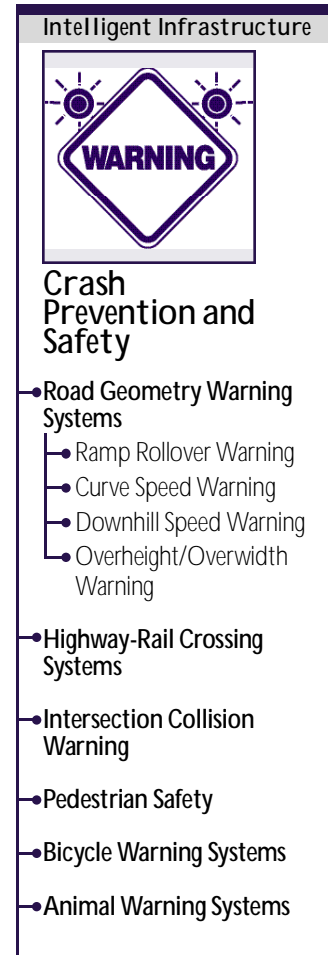 Intelligent Infrastructure
WARNING
Crash
Prevention and
Safety
Road Geometry Warning
Systems
Ramp Rollover Warning
Curve Speed Warning
Downhill Speed Warning
Overheight/Overwidth
Warning
Highway-Rail Crossing
Systems
Intersection Collision
Warning
Pedestrian Safety
Bicycle Warning Systems
Animal Warning Systems